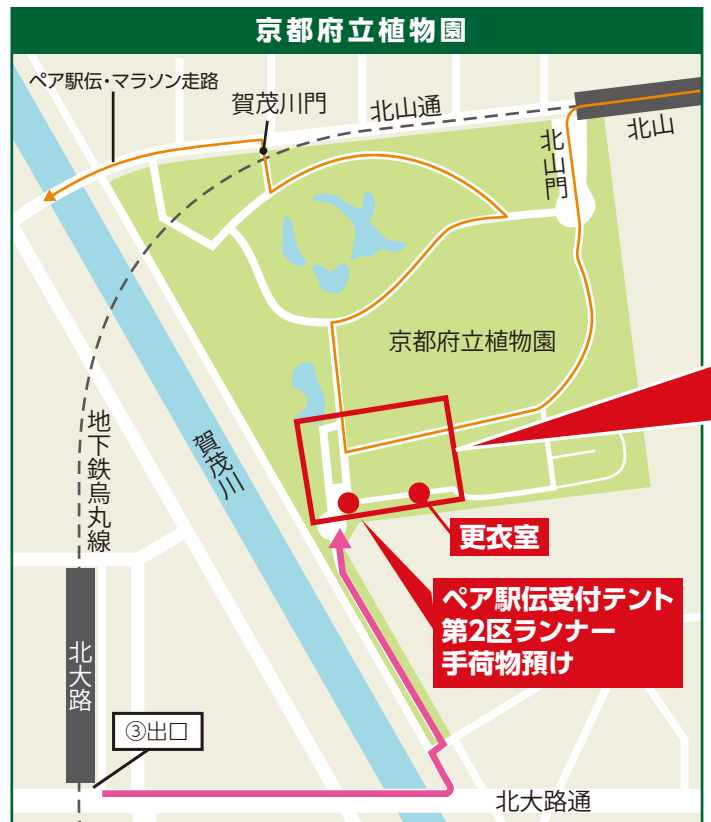 京都府立植物園
ペア駅伝・マラソン走路
賀茂川門
北山通
北山
北山門
京都府立植物園
地下鉄烏丸線
賀茂川
更衣室
ペア駅伝受付テント
第2区ランナー
手荷物預け
北大路
③出口
北大路通